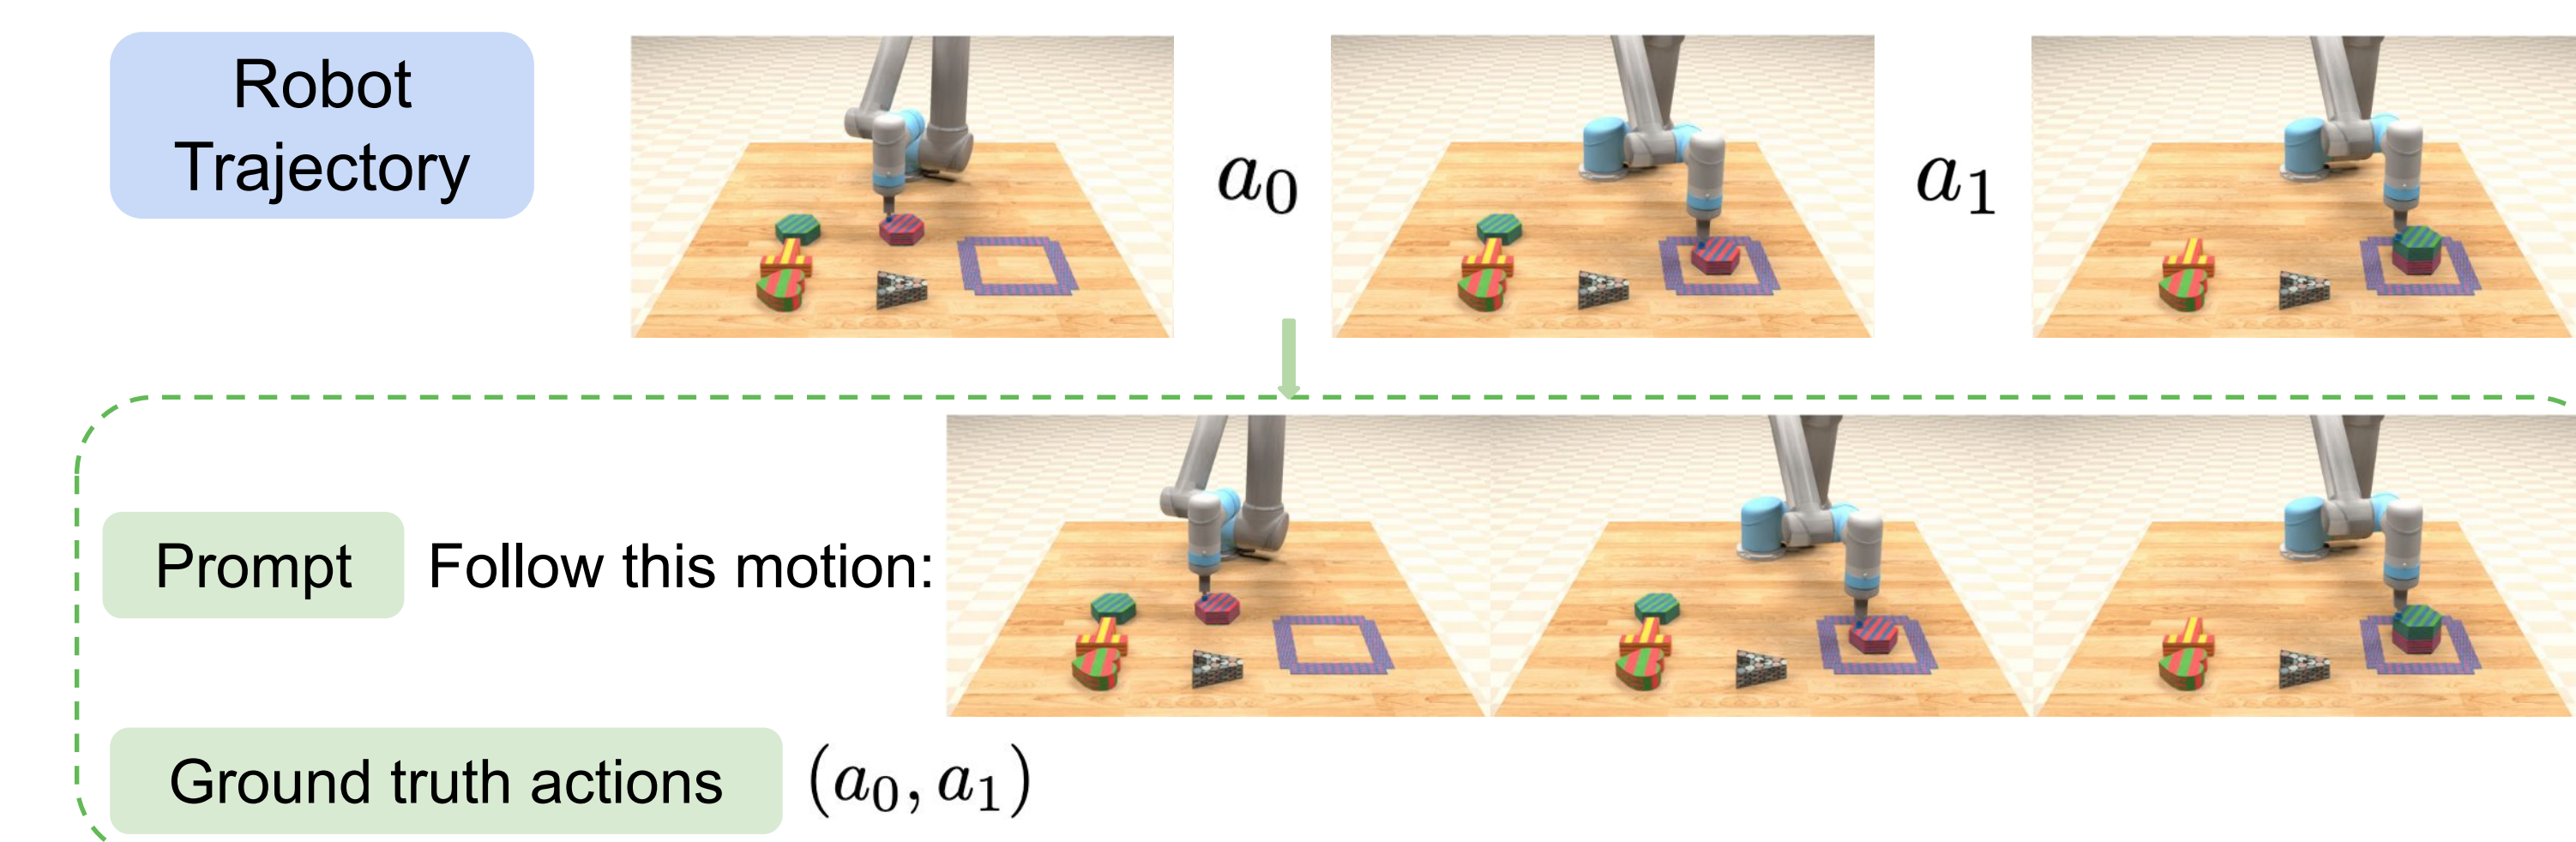 Robot
Trajectory
a₀
a₁
Prompt
Follow this motion:
Ground truth actions
(a₀, a₁)